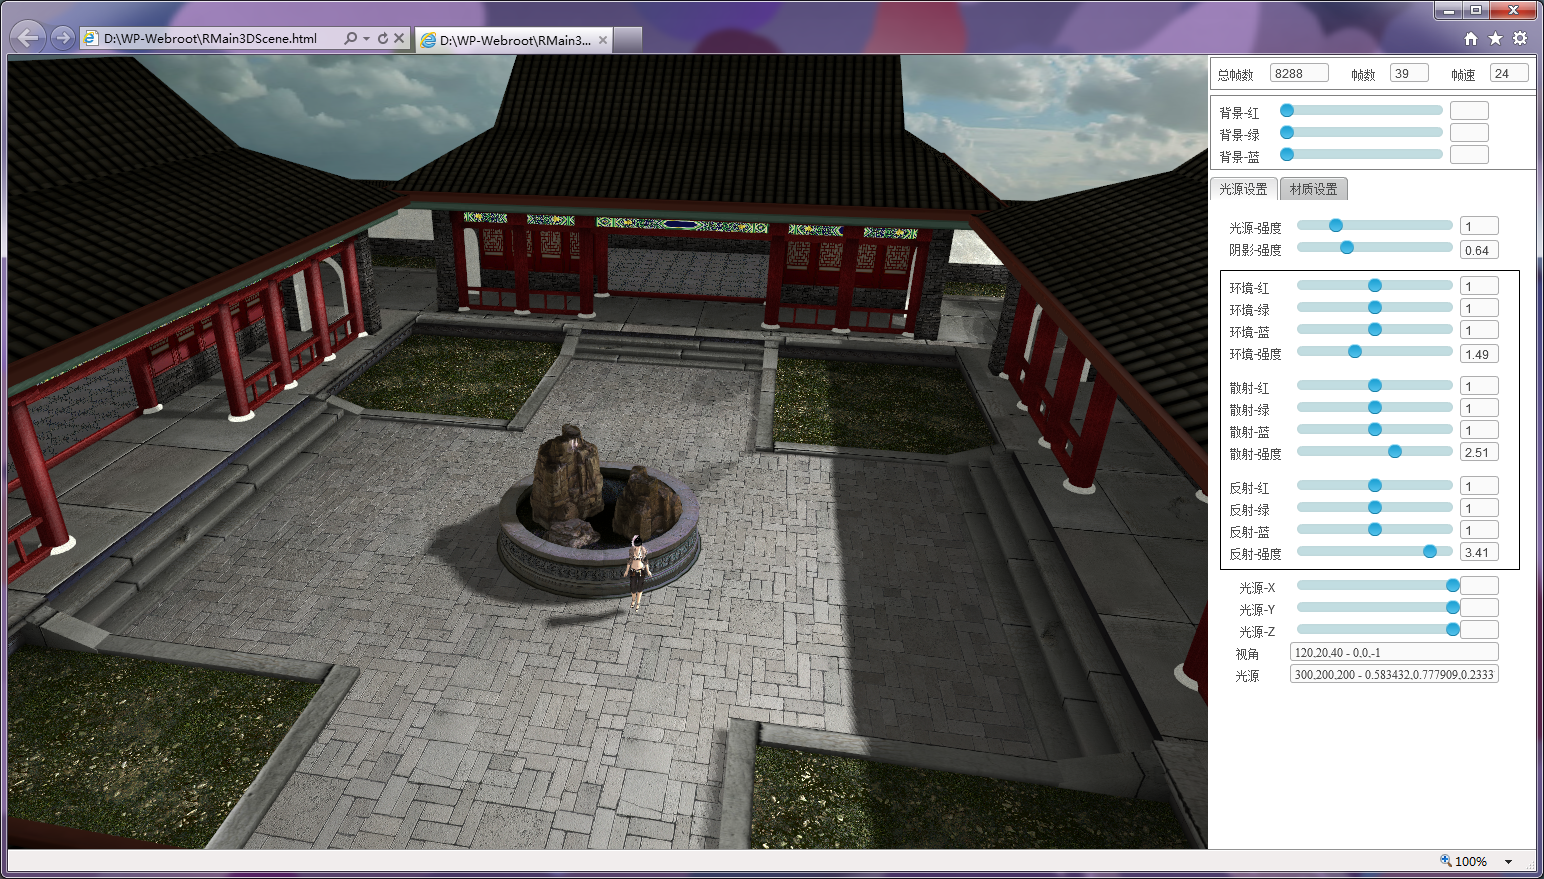 D:\WP-Webroot\RMain3DScene.html
D:\WP-Webroot\RMain3...
总帧数 8288 帧数 39 帧速 24
背景-红
背景-绿
背景-蓝
光源设置 材质设置
光源-强度 1
阴影-强度 0.64
环境-红 1
环境-绿 1
环境-蓝 1
环境-强度 1.49
散射-红 1
散射-绿 1
散射-蓝 1
散射-强度 2.51
反射-红 1
反射-绿 1
反射-蓝 1
反射-强度 3.41
光源-X
光源-Y
光源-Z
视角 120,20,40 - 0,0,-1
光源 300,200,200 - 0.583432,0.777909,0.2333
100%